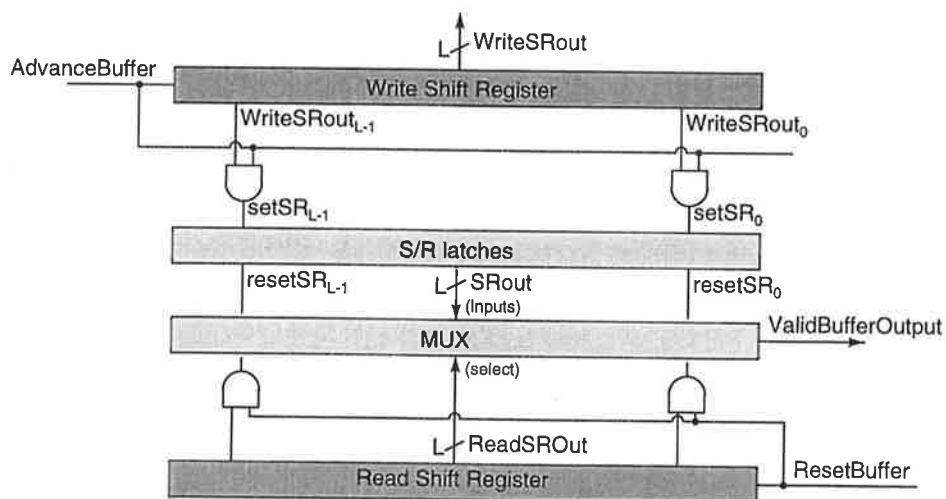 L WriteSRout
AdvanceBuffer
Write Shift Register
WriteSRout_{L-1}
WriteSRout_0
setSR_{L-1}
setSR_0
S/R latches
resetSR_{L-1}
L SRout
resetSR_0
(Inputs)
ValidBufferOutput
MUX
(select)
L ReadSROut
ResetBuffer
Read Shift Register